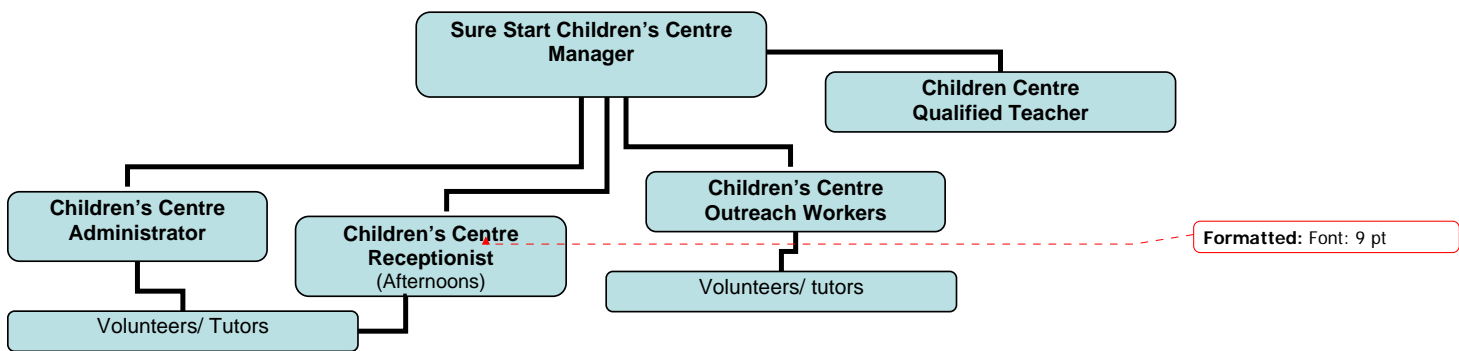 Sure Start Children's Centre
Manager
Children Centre
Qualified Teacher
Children's Centre
Administrator
Children's Centre
Receptionist
(Afternoons)
Children's Centre
Outreach Workers
Formatted: Font: 9 pt
Volunteers/ Tutors
Volunteers/ tutors